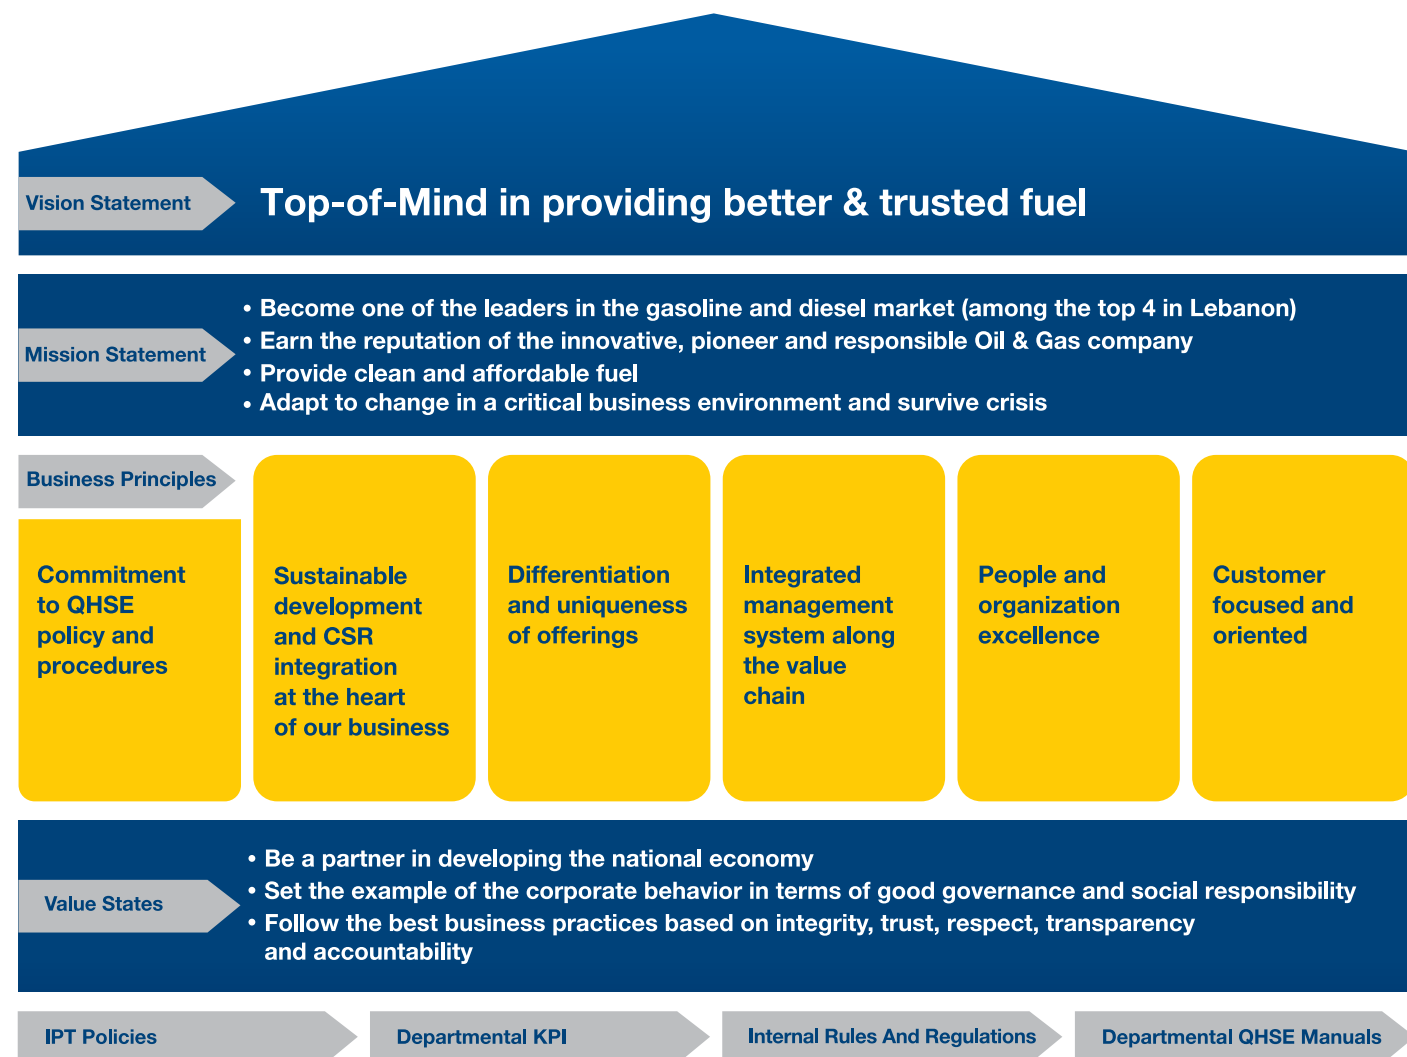 Vision Statement
Top-of-Mind in providing better & trusted fuel
Mission Statement
• Become one of the leaders in the gasoline and diesel market (among the top 4 in Lebanon)
• Earn the reputation of the innovative, pioneer and responsible Oil & Gas company
• Provide clean and affordable fuel
• Adapt to change in a critical business environment and survive crisis
Business Principles
Commitment
to QHSE
policy and
procedures
Sustainable
development
and CSR
integration
at the heart
of our business
Differentiation
and uniqueness
of offerings
Integrated
management
system along
the value
chain
People and
organization
excellence
Customer
focused and
oriented
Value States
• Be a partner in developing the national economy
• Set the example of the corporate behavior in terms of good governance and social responsibility
• Follow the best business practices based on integrity, trust, respect, transparency
and accountability
IPT Policies
Departmental KPI
Internal Rules And Regulations
Departmental QHSE Manuals